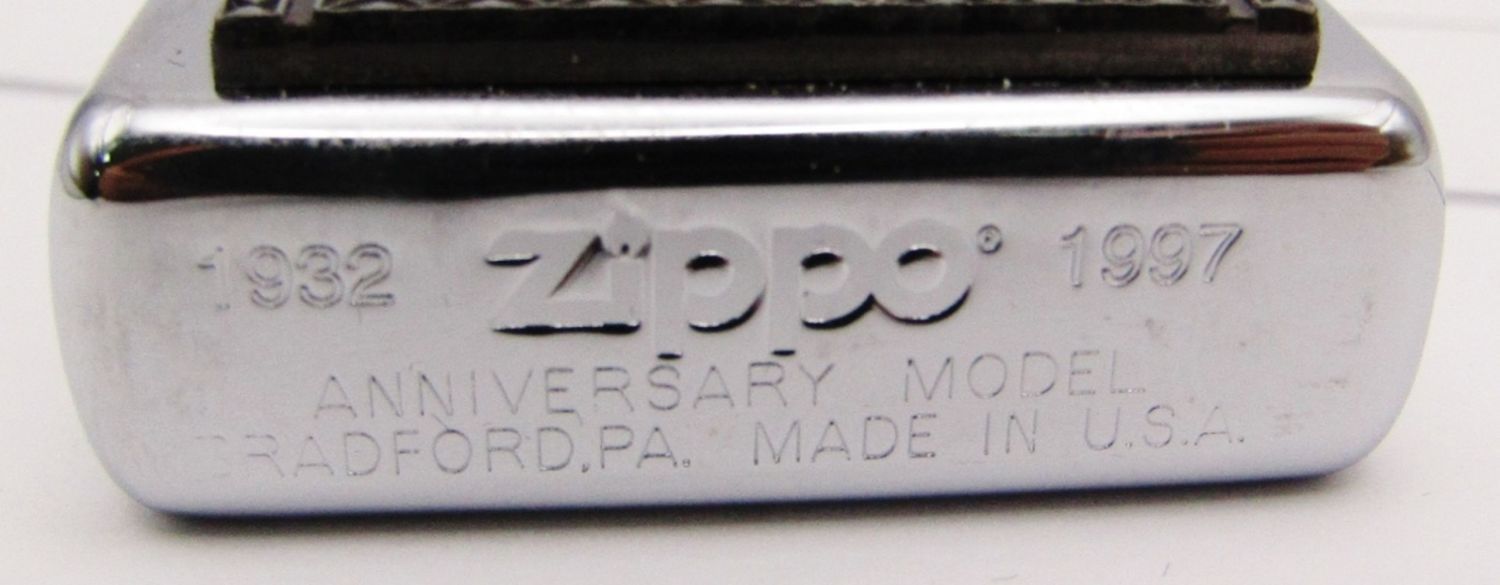 1932 Zippo® 1997
ANNIVERSARY MODEL
BRADFORD,PA. MADE IN U.S.A.